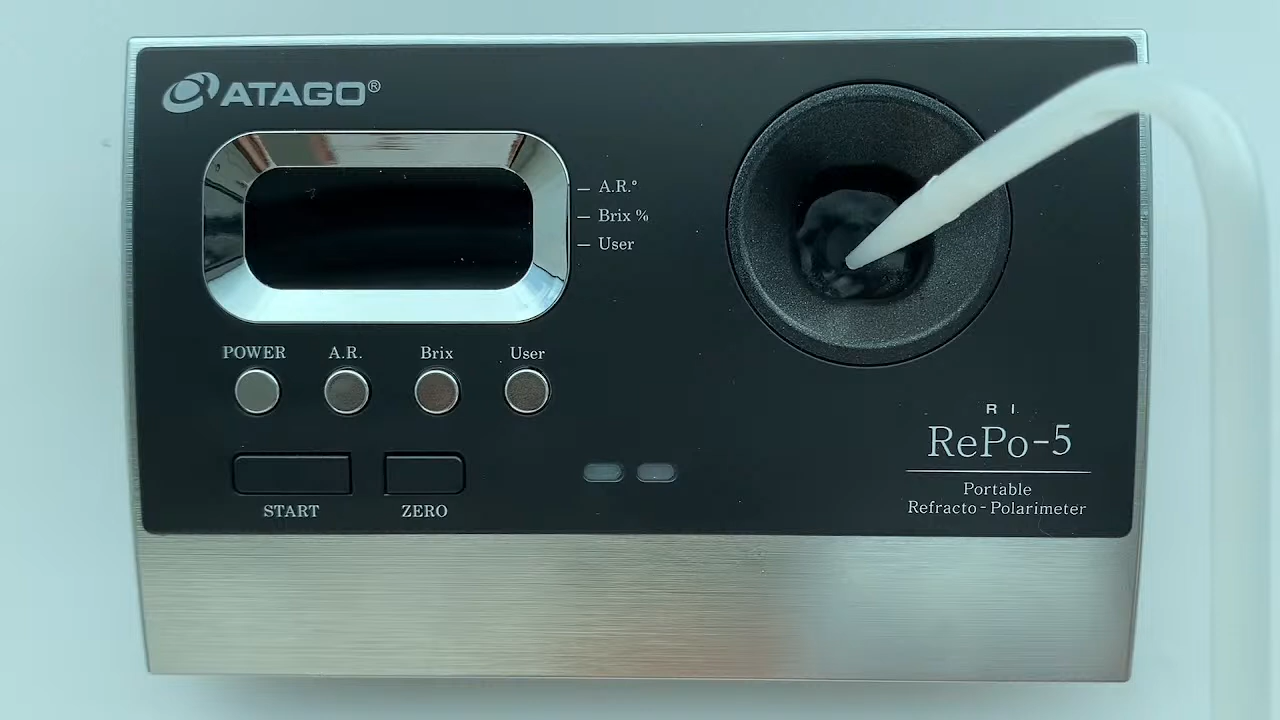 ATAGO®
A.R.°
Brix %
User
POWER A.R. Brix User
START ZERO
R I
RePo-5
Portable
Refracto-Polarimeter